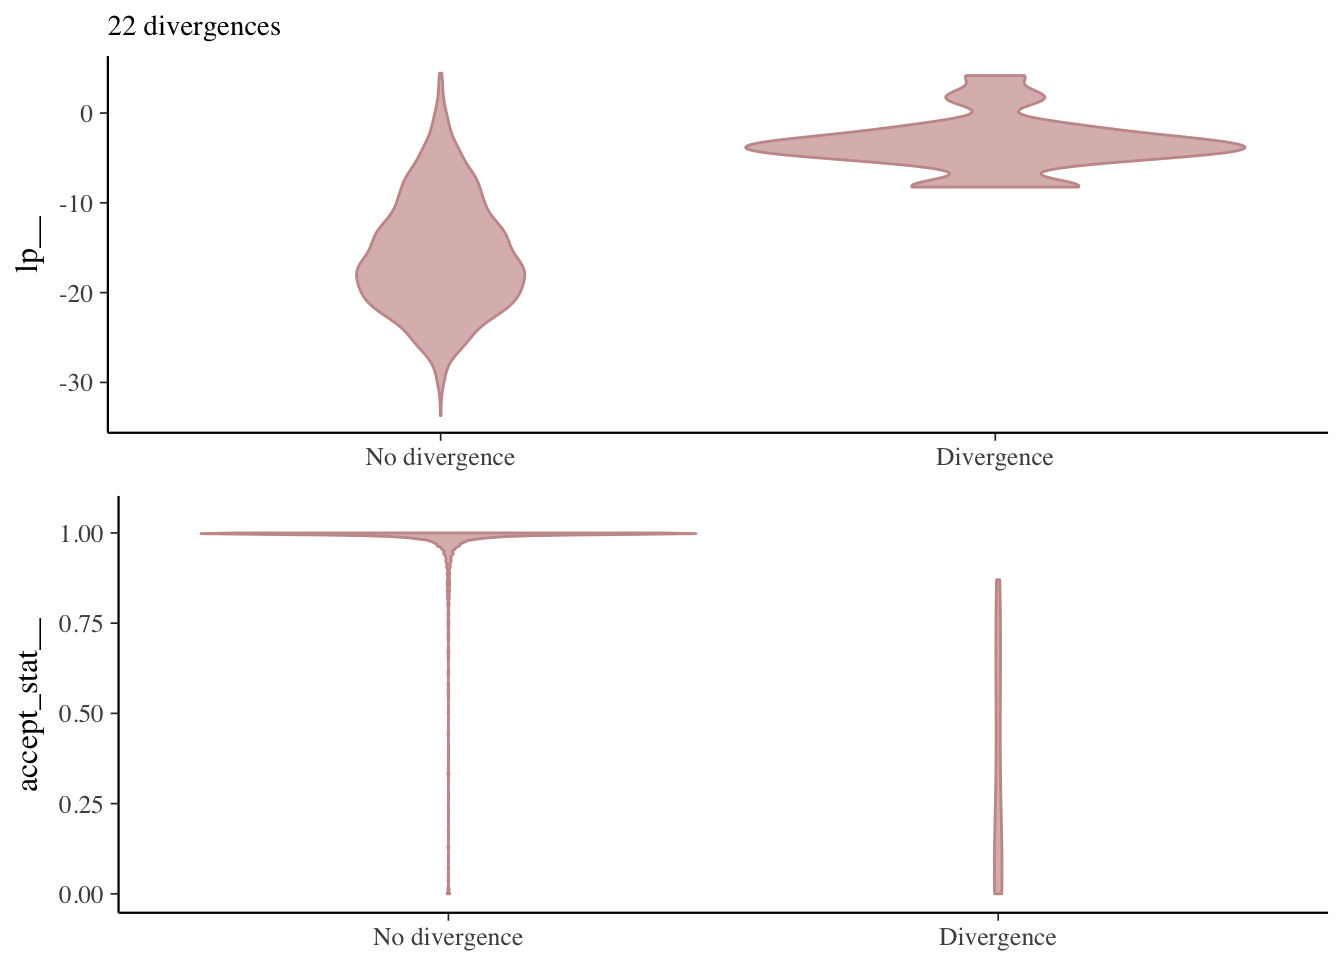 22 divergences
lp__
0
-10
-20
-30
No divergence
Divergence
accept_stat__
1.00
0.75
0.50
0.25
0.00
No divergence
Divergence